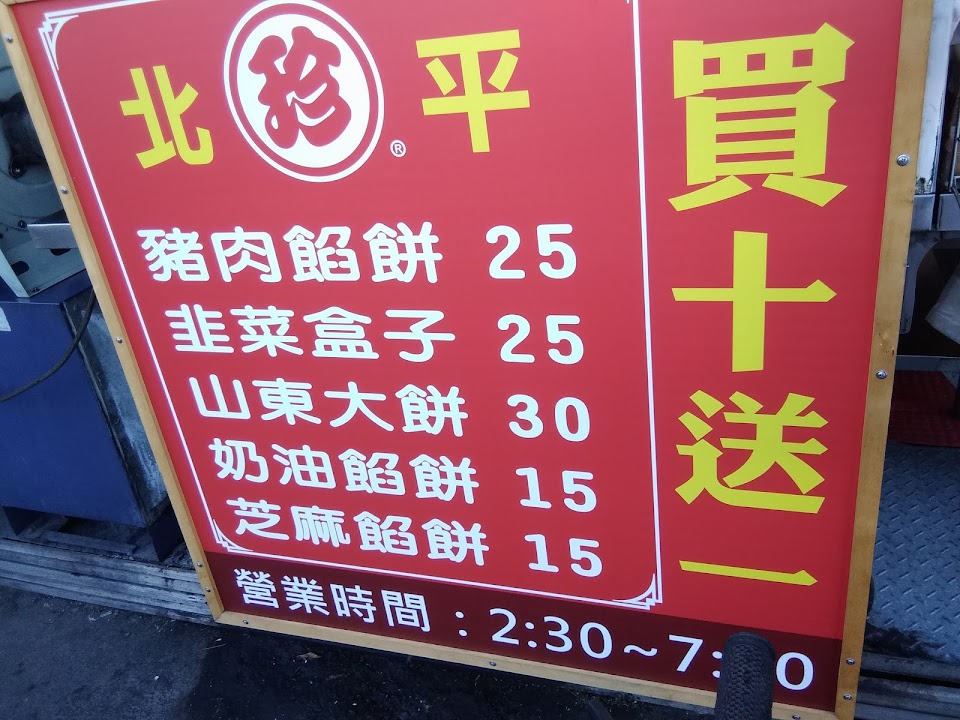 北 珍® 平
豬肉餡餅 25
韭菜盒子 25
山東大餅 30
奶油餡餅 15
芝麻餡餅 15
營業時間：2:30~7: 0
買十送一